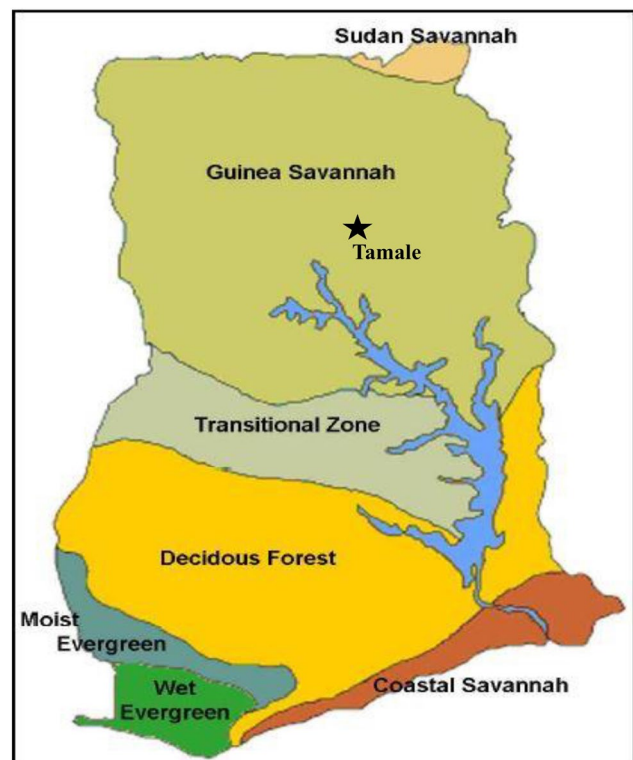 Sudan Savannah
Guinea Savannah
Tamale
Transitional Zone
Decidous Forest
Moist
Evergreen
Wet
Evergreen
Coastal Savannah